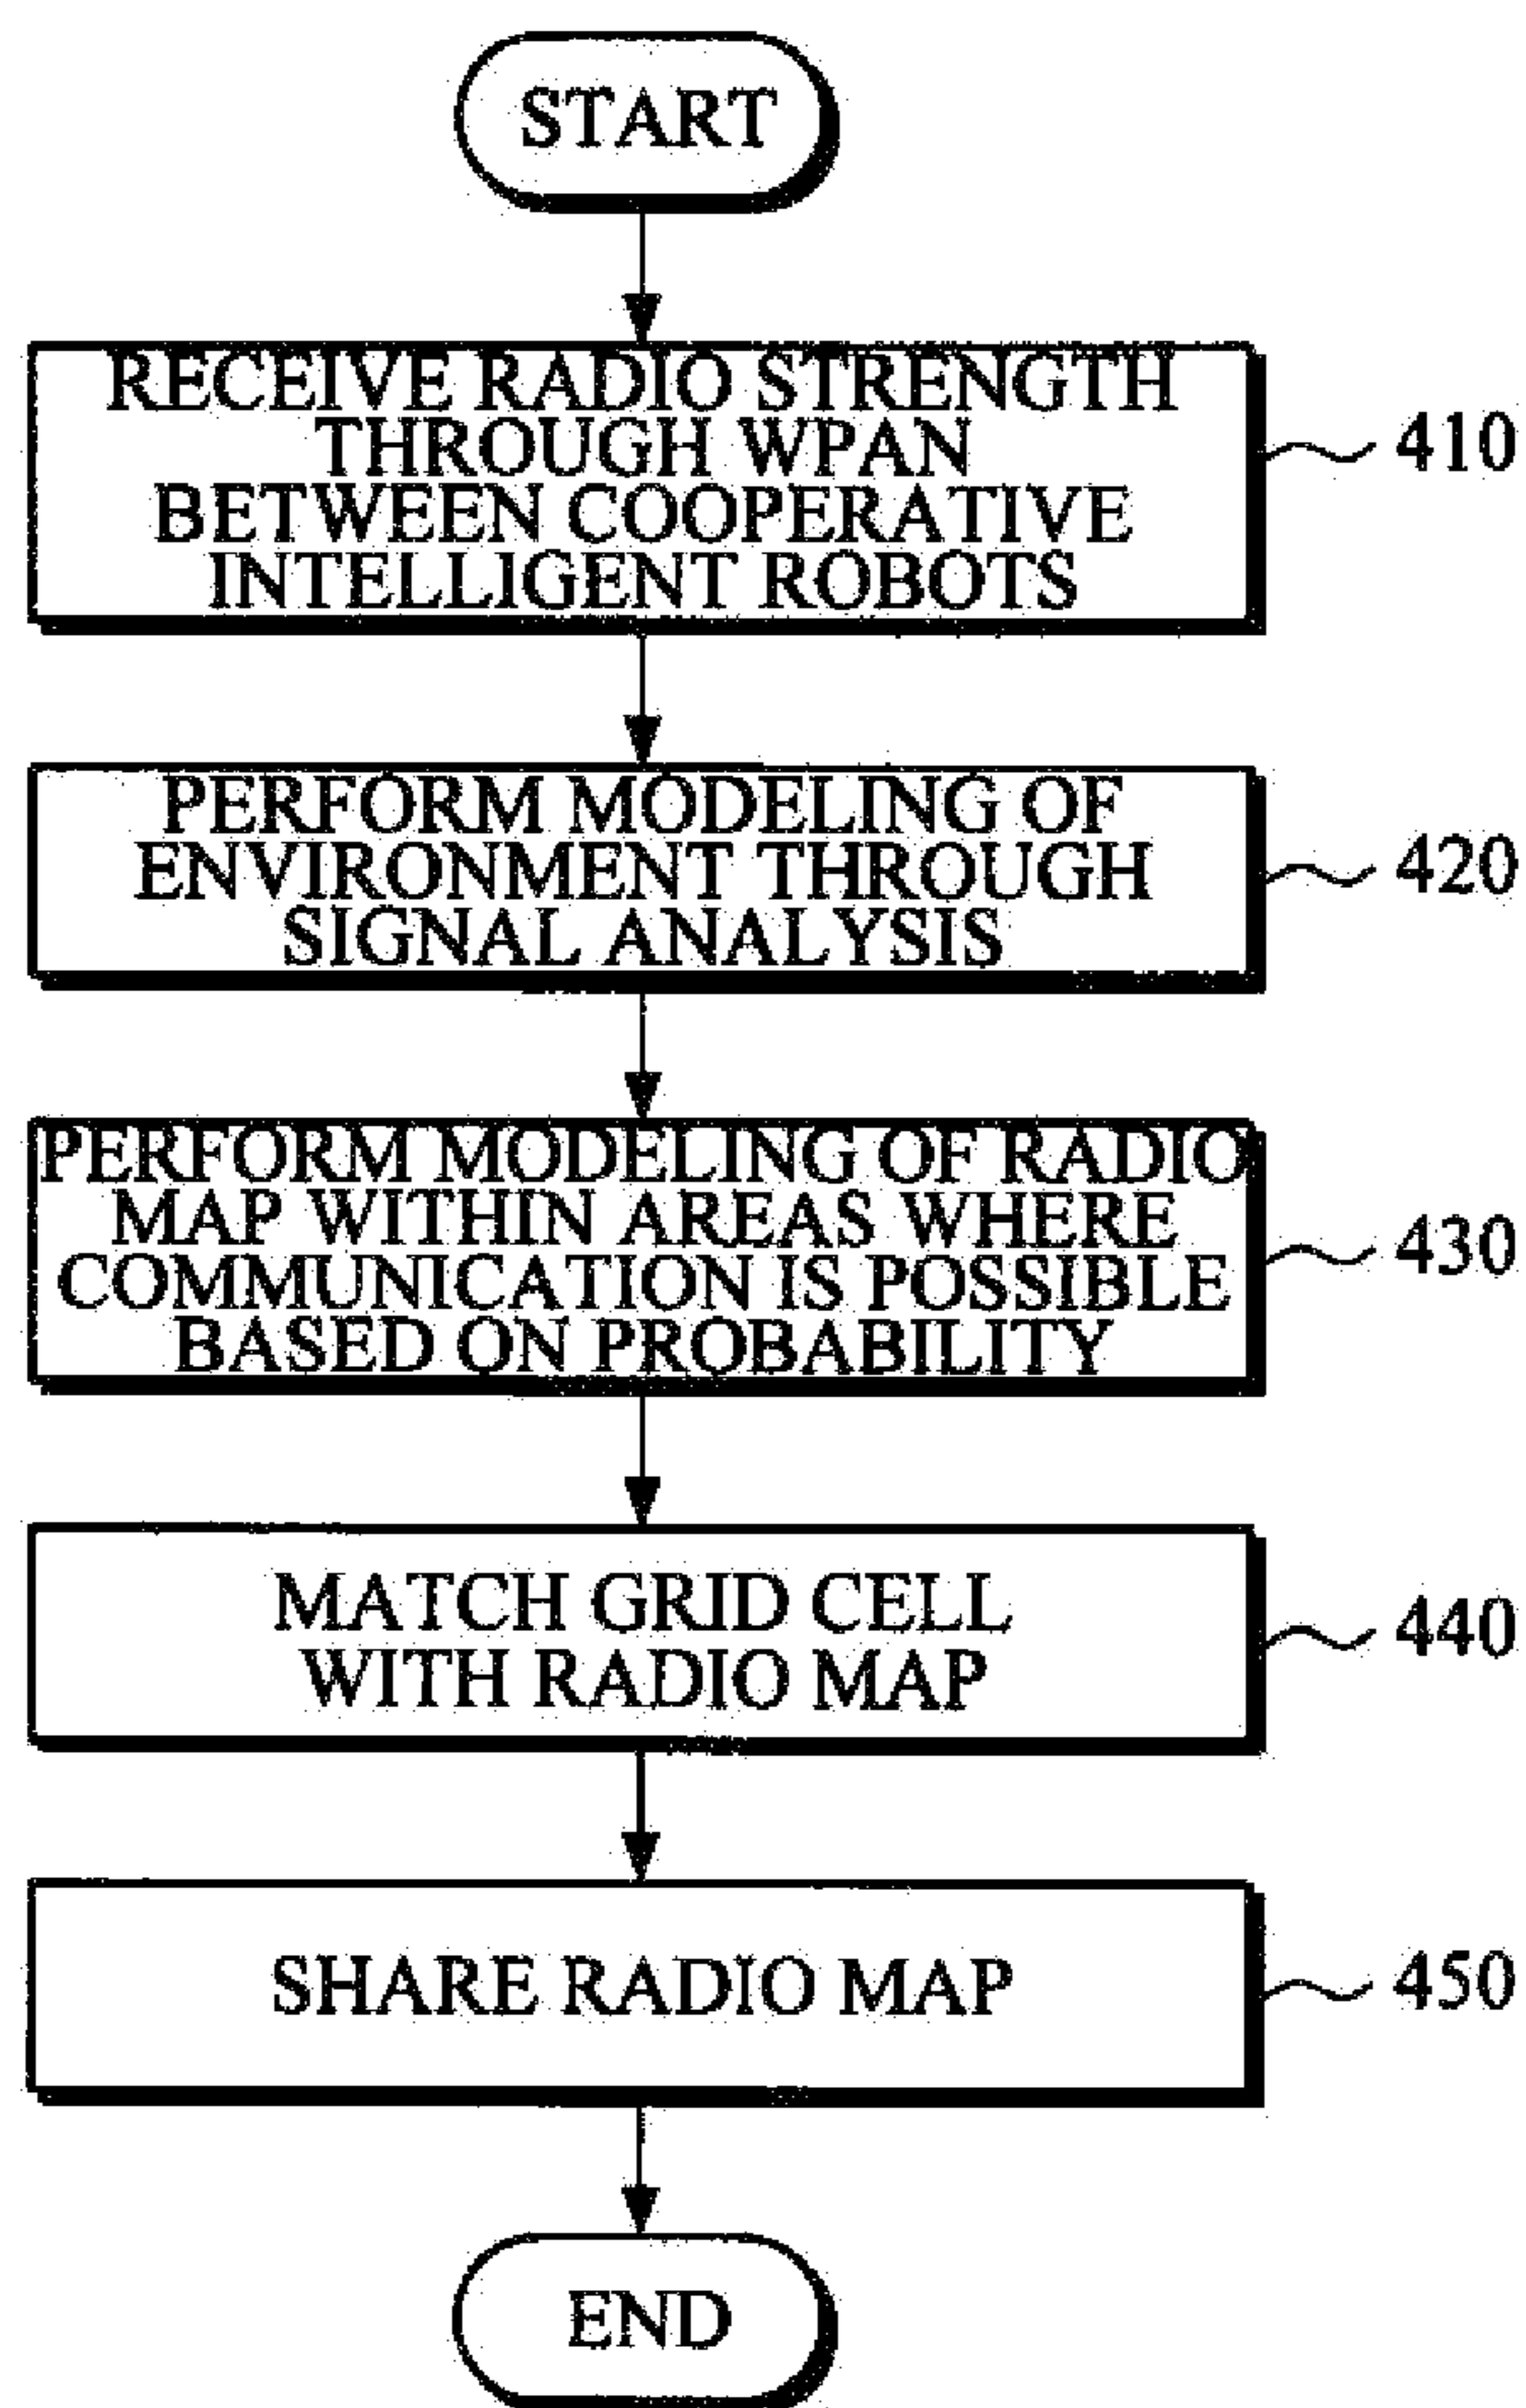 START
RECEIVE RADIO STRENGTH
THROUGH WPAN
BETWEEN COOPERATIVE
INTELLIGENT ROBOTS
410
PERFORM MODELING OF
ENVIRONMENT THROUGH
SIGNAL ANALYSIS
420
PERFORM MODELING OF RADIO
MAP WITHIN AREAS WHERE
COMMUNICATION IS POSSIBLE
BASED ON PROBABILITY
430
MATCH GRID CELL
WITH RADIO MAP
440
SHARE RADIO MAP
450
END